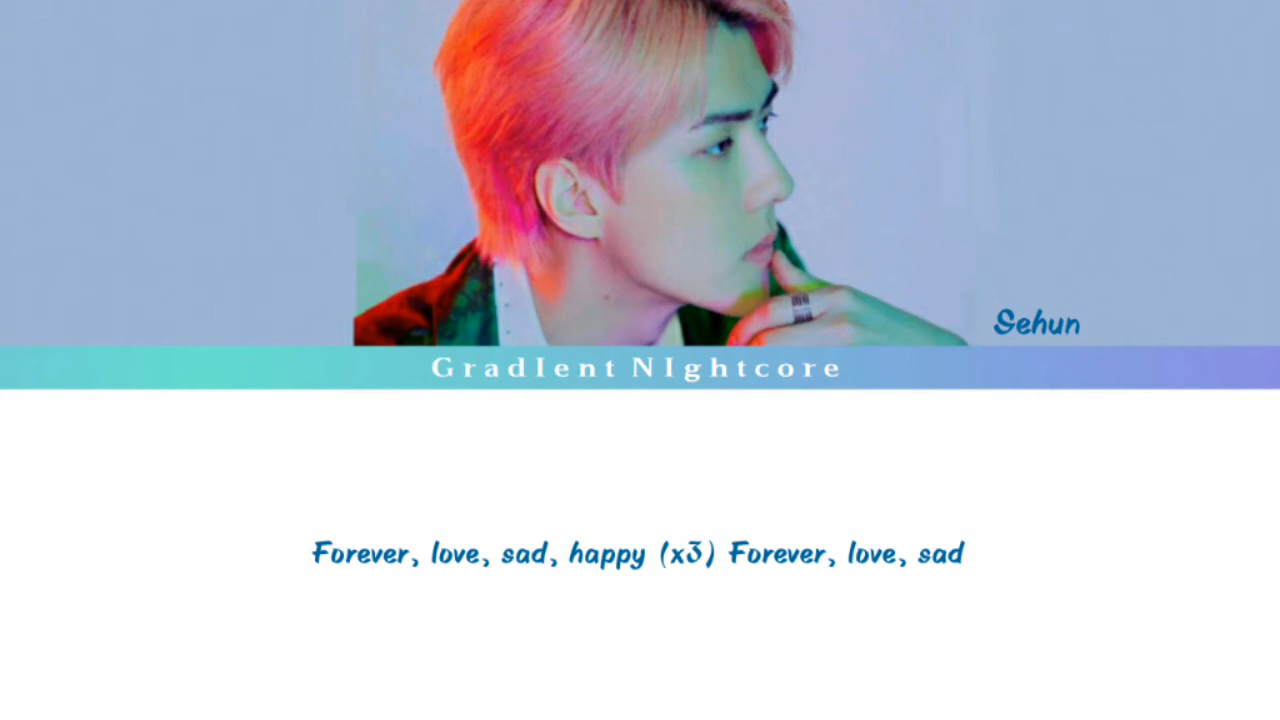 Sehun
GradIent NIghtcore
Forever, love, sad, happy (x3) Forever, love, sad